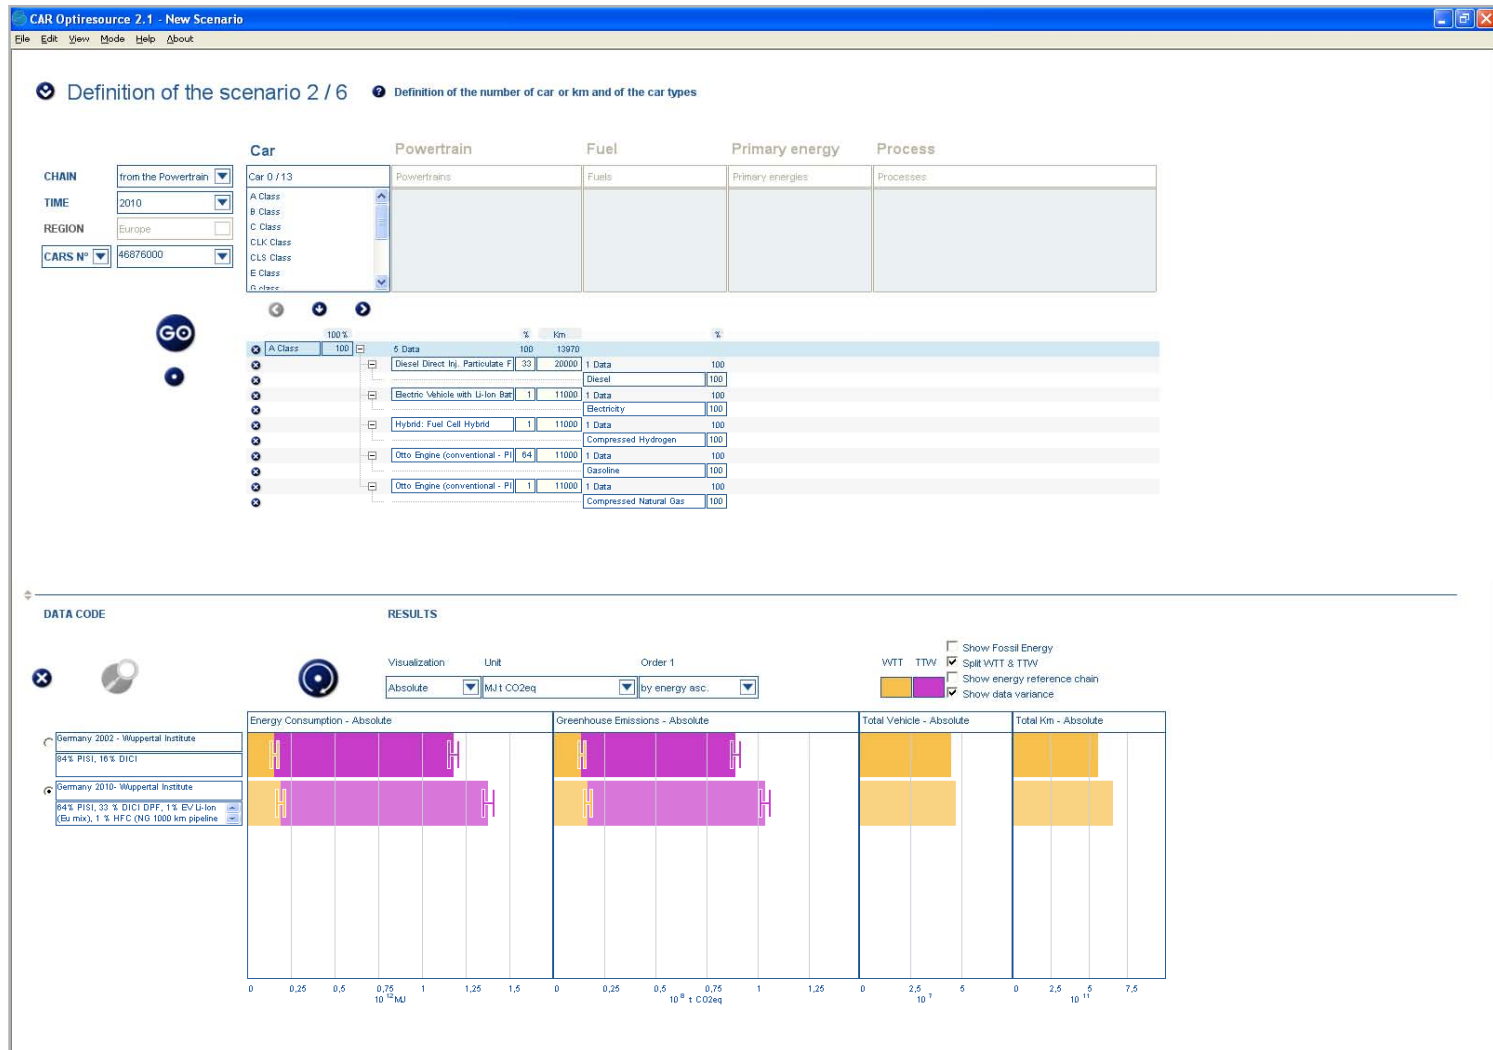 CAR Optiresource 2.1 - New Scenario
File Edit View Mode Help About
Definition of the scenario 2 / 6 ? Definition of the number of car or km and of the car types
Car Powertrain Fuel Primary energy Process
CHAIN from the Powertrain Car 0 / 13 Powertrains Fuels Primary energies Processes
TIME 2010
REGION Europe
CARS N° 46876000
A Class
B Class
C Class
CLK Class
CLS Class
E Class
G class
GO
100 % % Km %
A Class 100 5 Data 100 13970
Diesel Direct Inj. Particulate F 33 20000 1 Data 100
Diesel 100
Electric Vehicle with Li-Ion Bat 1 11000 1 Data 100
Electricity 100
Hybrid: Fuel Cell Hybrid 1 11000 1 Data 100
Compressed Hydrogen 100
Otto Engine (conventional - PI 64 11000 1 Data 100
Gasoline 100
Otto Engine (conventional - PI 1 11000 1 Data 100
Compressed Natural Gas 100
DATA CODE RESULTS
Visualization Unit Order 1 WTT TTW
Show Fossil Energy
Split WTT & TTW
Show energy reference chain
Show data variance
Absolute MJ t CO2eq by energy asc.
Energy Consumption - Absolute Greenhouse Emissions - Absolute Total Vehicle - Absolute Total Km - Absolute
Germany 2002 - Wuppertal Institute
84% PISI, 16% DICI
Germany 2010- Wuppertal Institute
64% PISI, 33 % DICI DPF, 1% EV Li-Ion
(Eu mix), 1 % HFC (NG 1000 km pipeline
0 0,25 0,5 0,75 1 1,25 1,5 0 0,25 0,5 0,75 1 1,25 0 2,5 5 0 2,5 5 7,5
10 12 MJ 10 8 t CO2eq 10 7 10 11